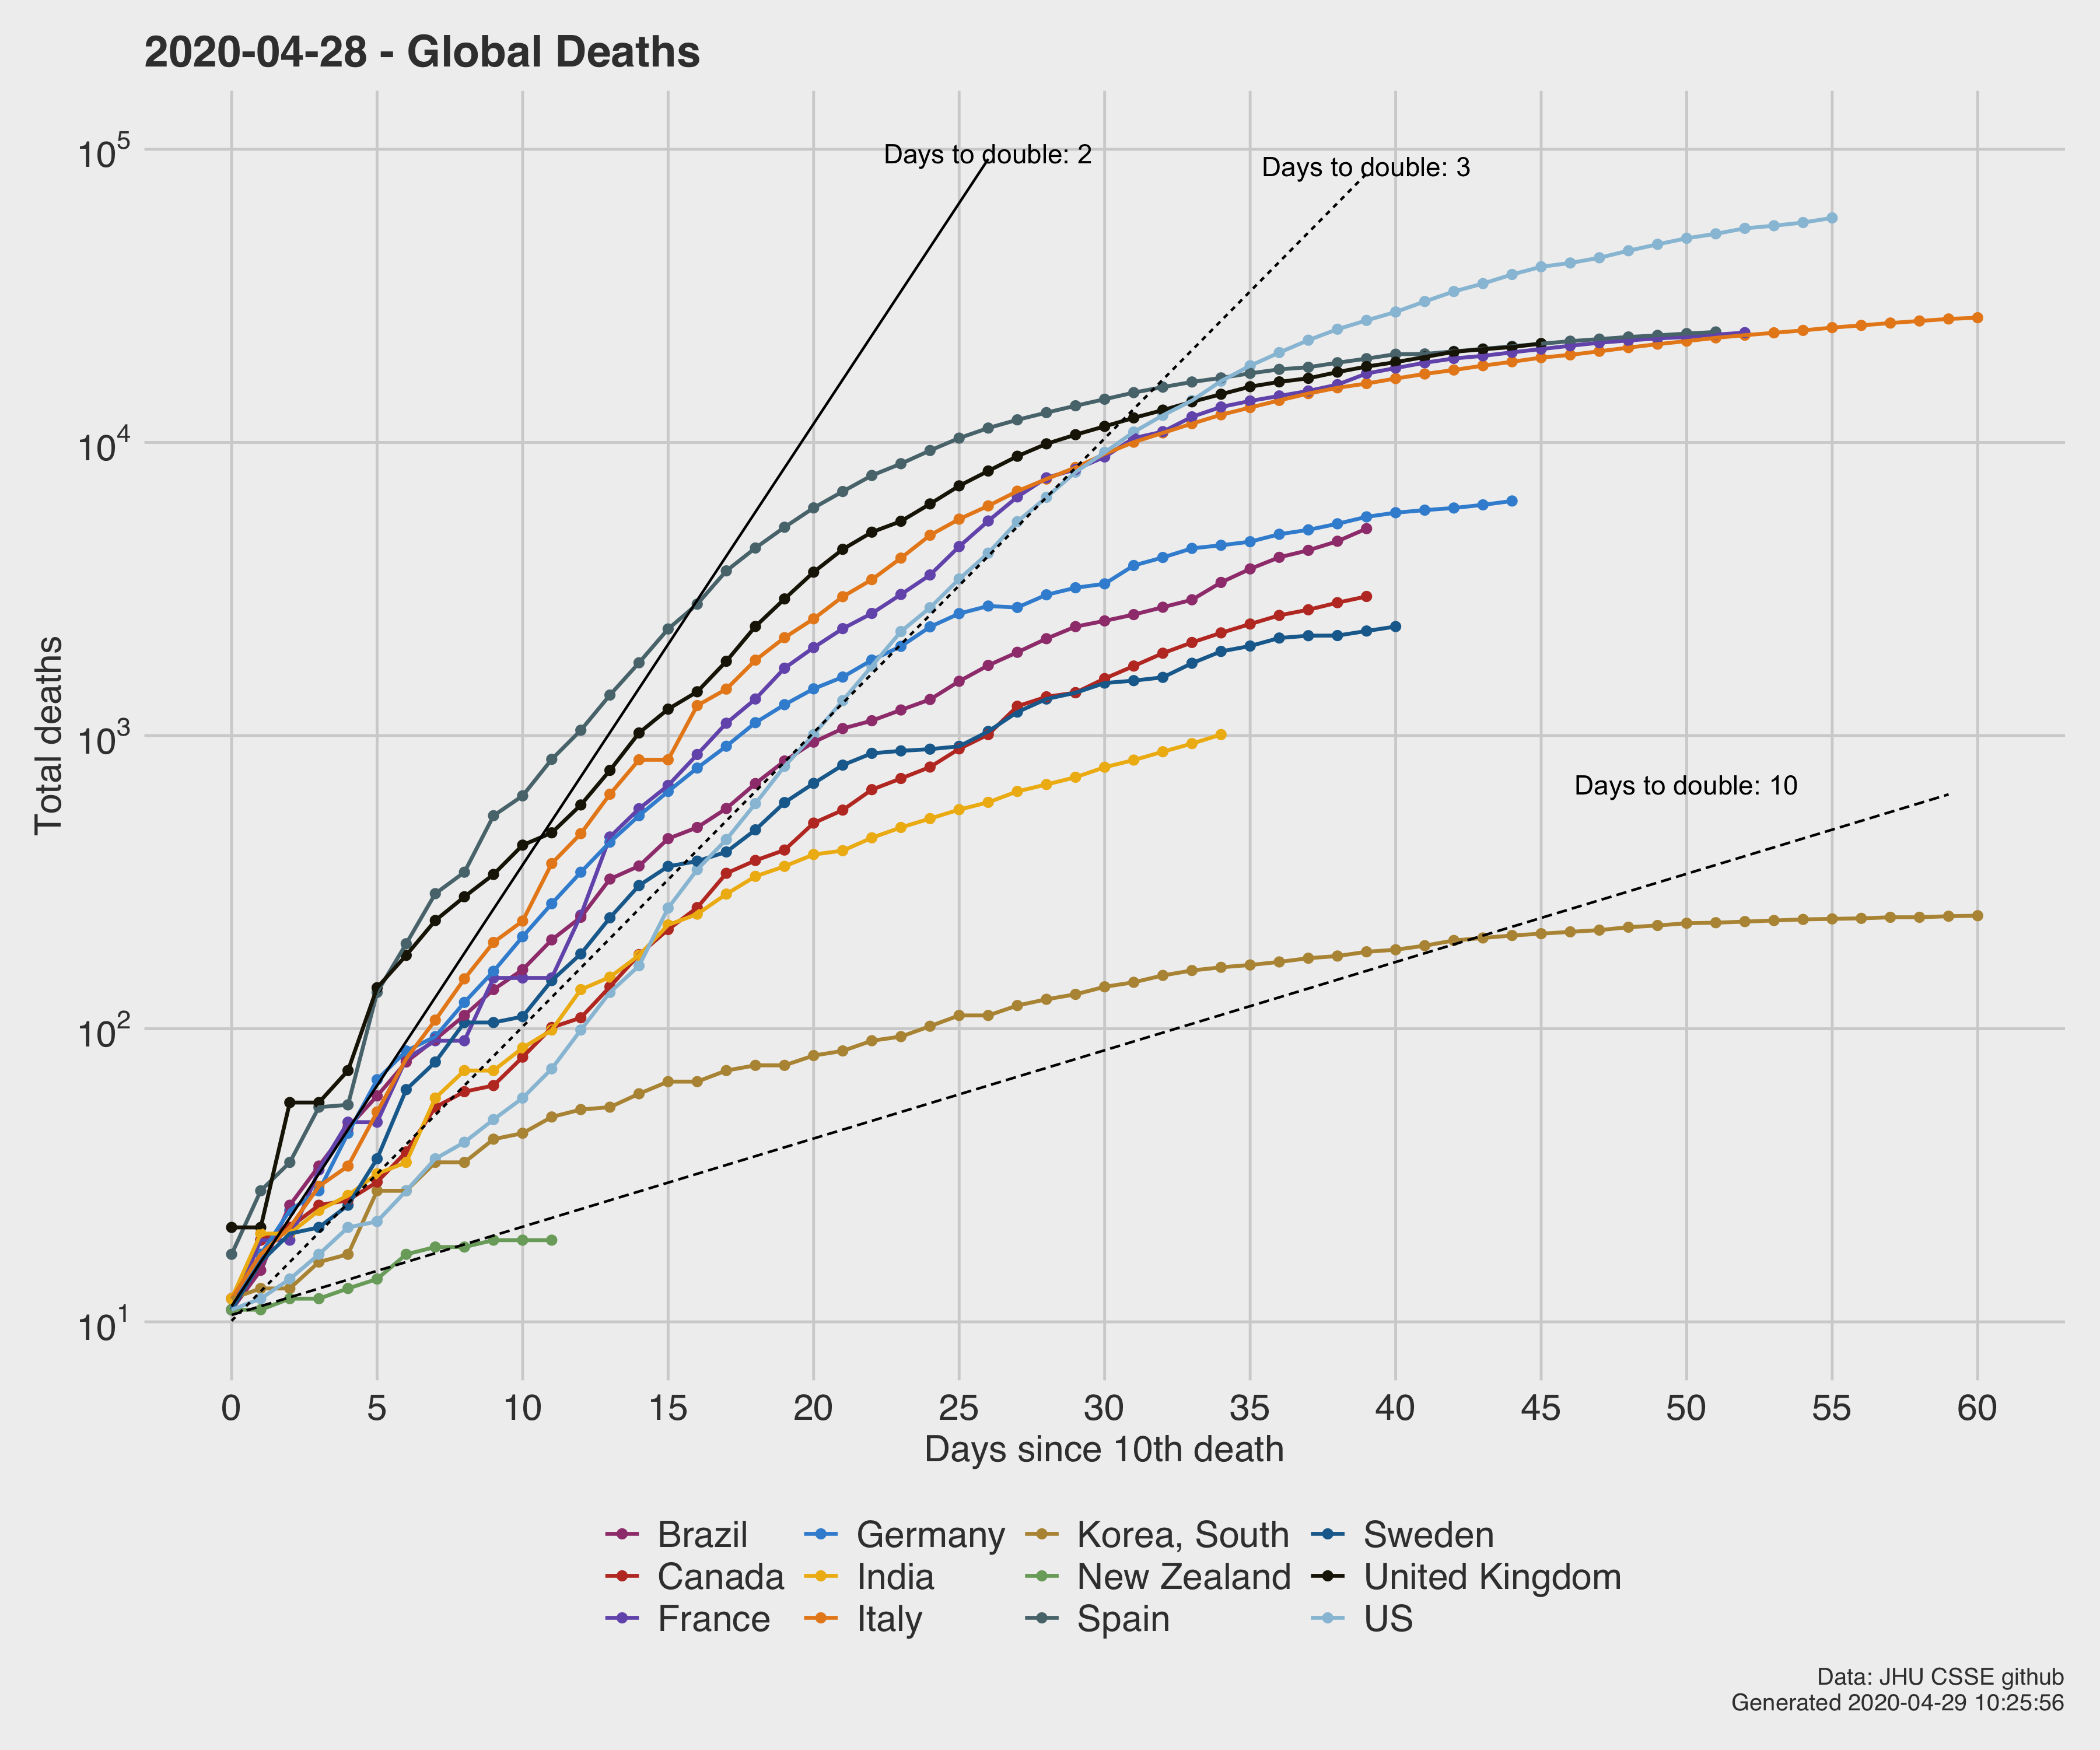 2020-04-28 - Global Deaths
Days to double: 2
Days to double: 3
Days to double: 10
10⁵
10⁴
10³
10²
10¹
Total deaths
0 5 10 15 20 25 30 35 40 45 50 55 60
Days since 10th death
Brazil Germany Korea, South Sweden
Canada India New Zealand United Kingdom
France Italy Spain US
Data: JHU CSSE github
Generated 2020-04-29 10:25:56